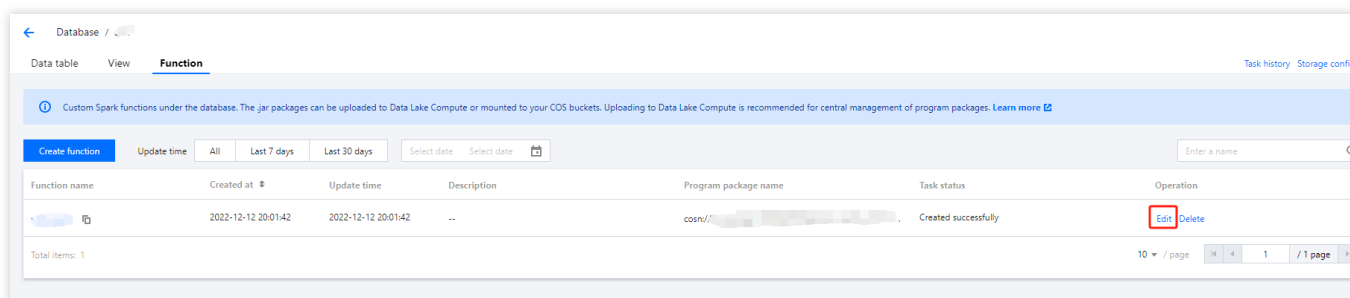 Database /
Data table View Function
Task history Storage confi
Custom Spark functions under the database. The .jar packages can be uploaded to Data Lake Compute or mounted to your COS buckets. Uploading to Data Lake Compute is recommended for central management of program packages. Learn more
Create function Update time All Last 7 days Last 30 days Select date Select date Enter a name
Function name Created at Update time Description Program package name Task status Operation
2022-12-12 20:01:42 2022-12-12 20:01:42 -- cosn:/ Created successfully Edit Delete
Total items: 1 10 / page 1 / 1 page